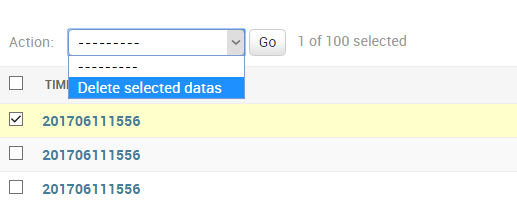 Action: --------- Go 1 of 100 selected
---------
Delete selected datas
201706111556
201706111556
201706111556